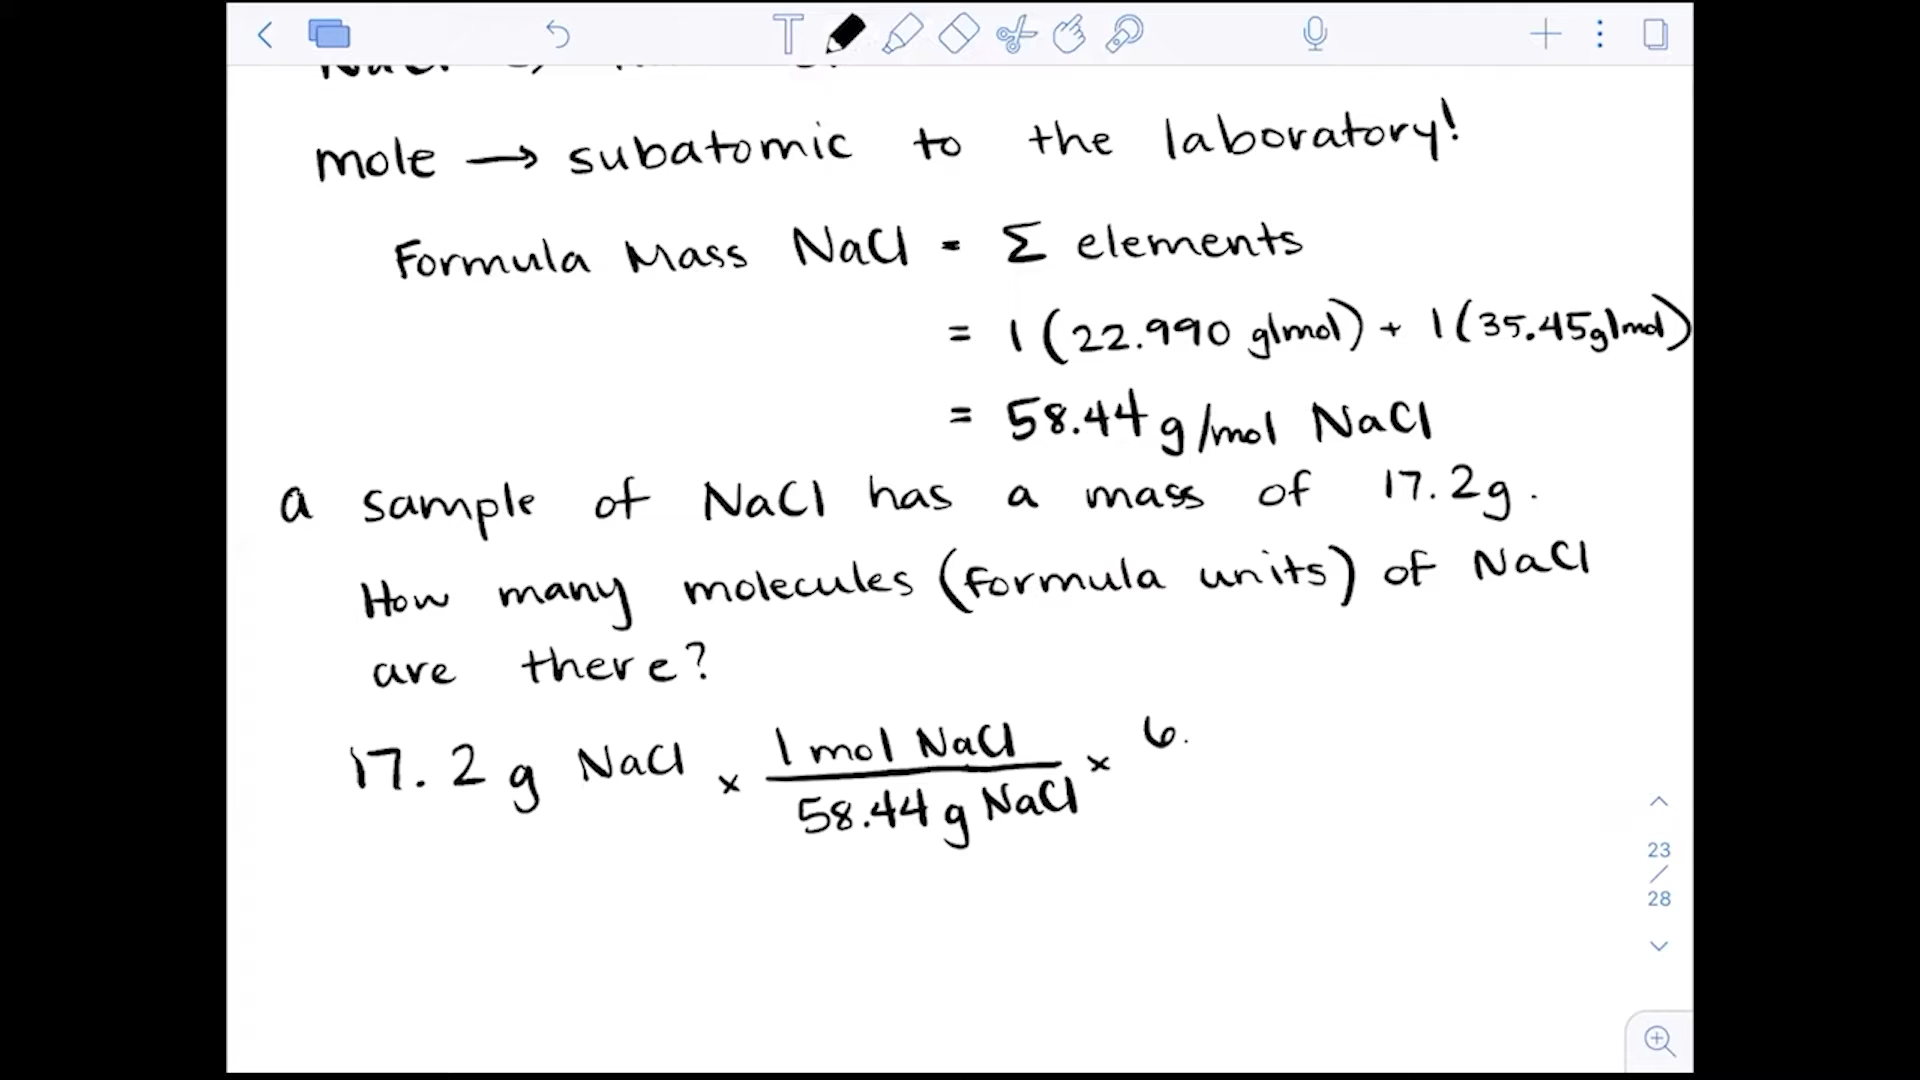 mole → subatomic to the laboratory!
Formula Mass NaCl = Σ elements
= 1 (22.990 g/mol) + 1 (35.45 g/mol)
= 58.44 g/mol NaCl
a sample of NaCl has a mass of 17.2g.
How many molecules (formula units) of NaCl
are there?
17.2 g NaCl × 1 mol NaCl × 6.
58.44 g NaCl
23
/
28